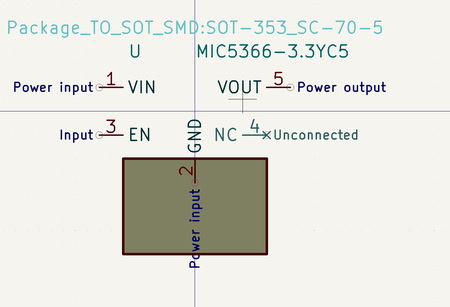 Package_TO_SOT_SMD:SOT-353_SC-70-5
U MIC5366-3.3YC5
Power input 1 VIN VOUT 5 Power output
Input 3 EN GND NC 4 Unconnected
2
Power input